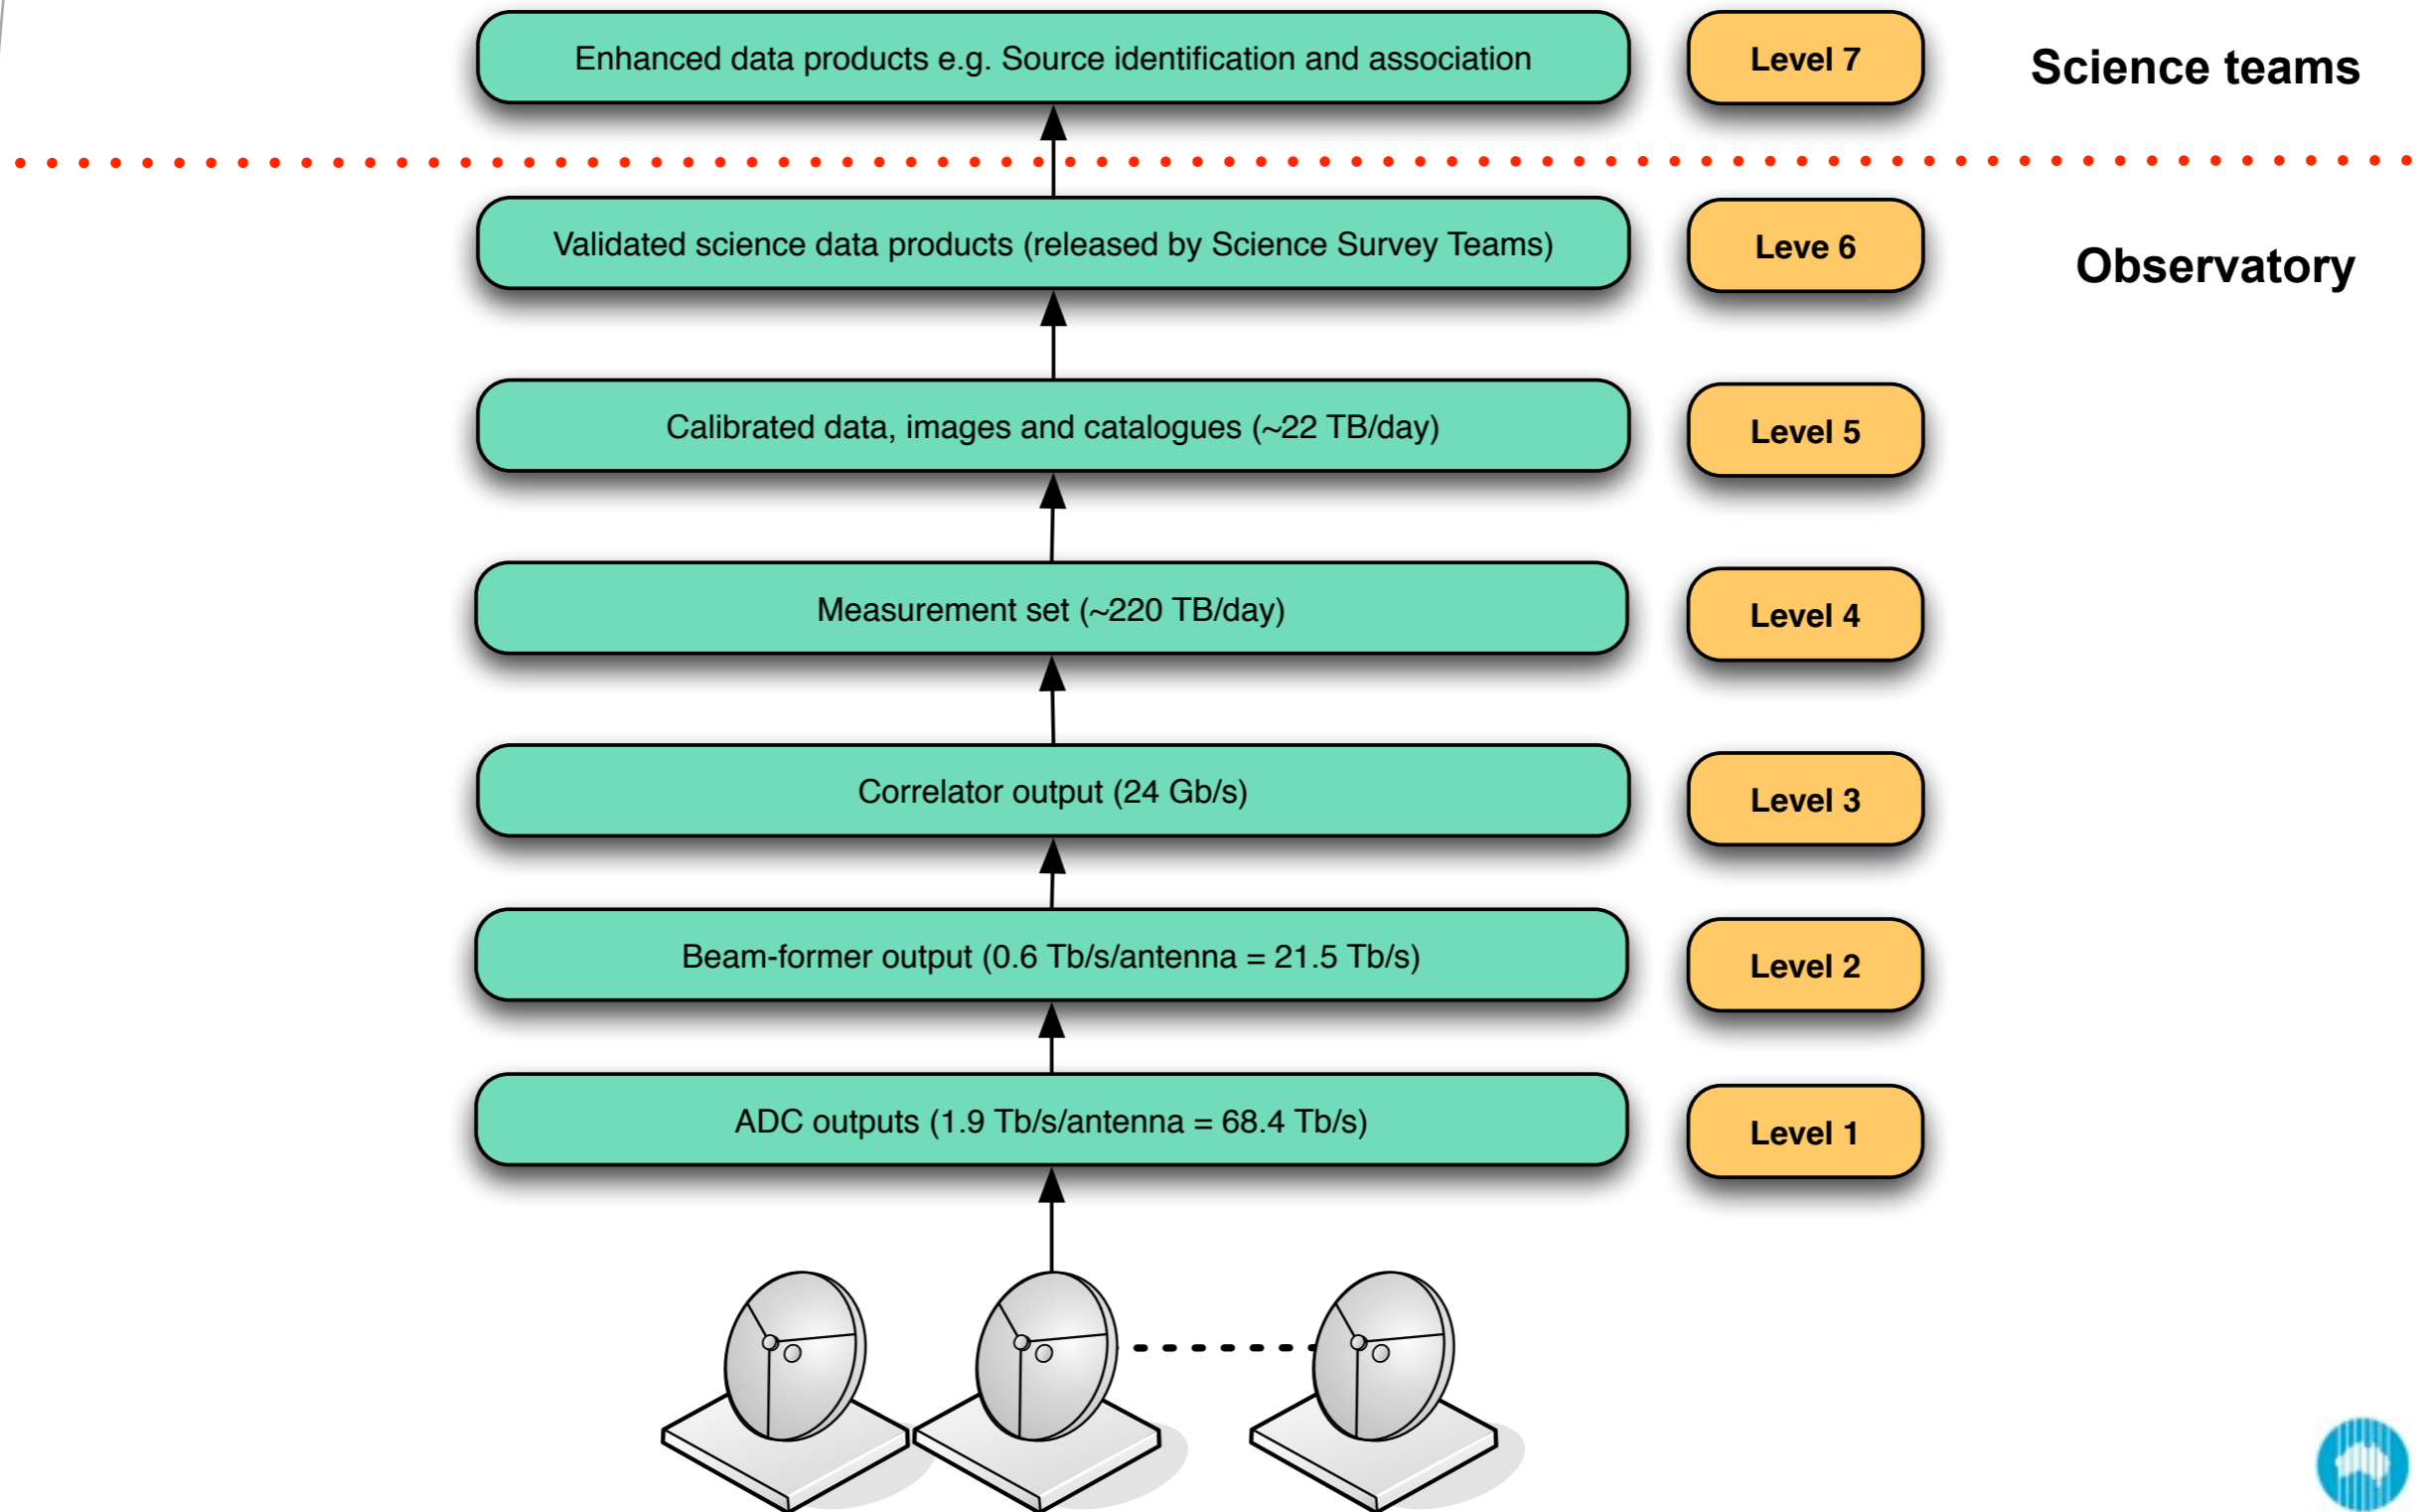 Enhanced data products e.g. Source identification and association
Level 7
Science teams
Validated science data products (released by Science Survey Teams)
Leve 6
Observatory
Calibrated data, images and catalogues (~22 TB/day)
Level 5
Measurement set (~220 TB/day)
Level 4
Correlator output (24 Gb/s)
Level 3
Beam-former output (0.6 Tb/s/antenna = 21.5 Tb/s)
Level 2
ADC outputs (1.9 Tb/s/antenna = 68.4 Tb/s)
Level 1